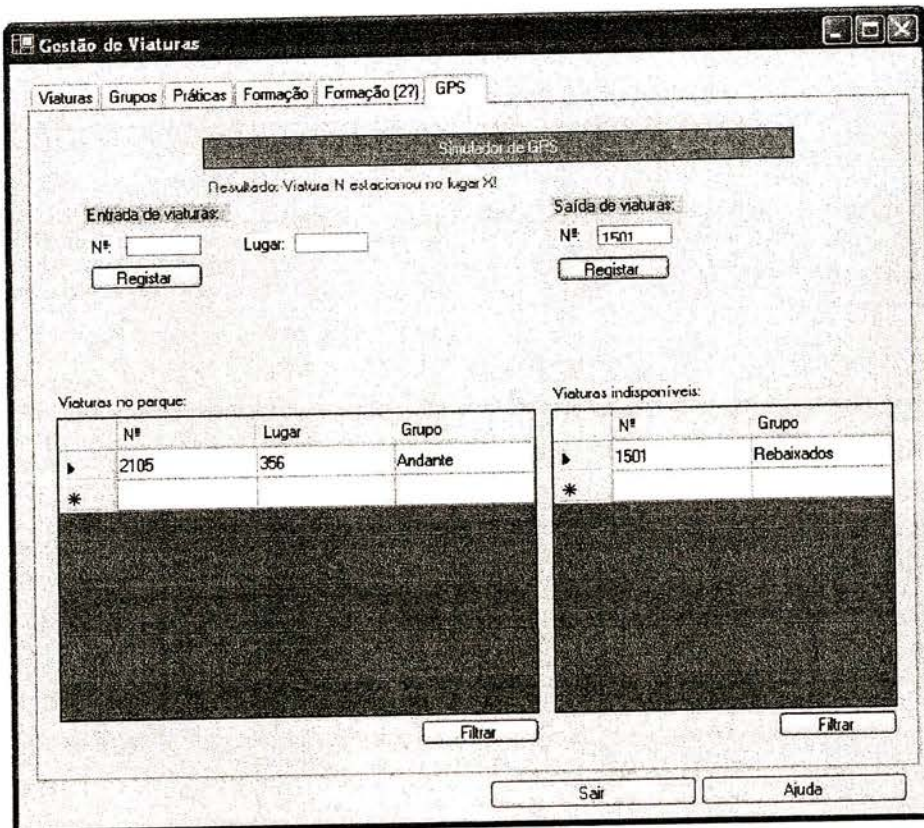 Gestão de Viaturas
Viaturas Grupos Práticas Formação Formação (2?) GPS
Simulador de GPS
Resultado: Viatura N estacionou no lugar X!
Entrada de viaturas:
Nº: Lugar:
Registar
Saída de viaturas:
Nº: 1501
Registar
Viaturas no parque:
Nº Lugar Grupo
2105 356 Andante
Filtrar
Viaturas indisponíveis:
Nº Grupo
1501 Rebaixados
Filtrar
Sair Ajuda